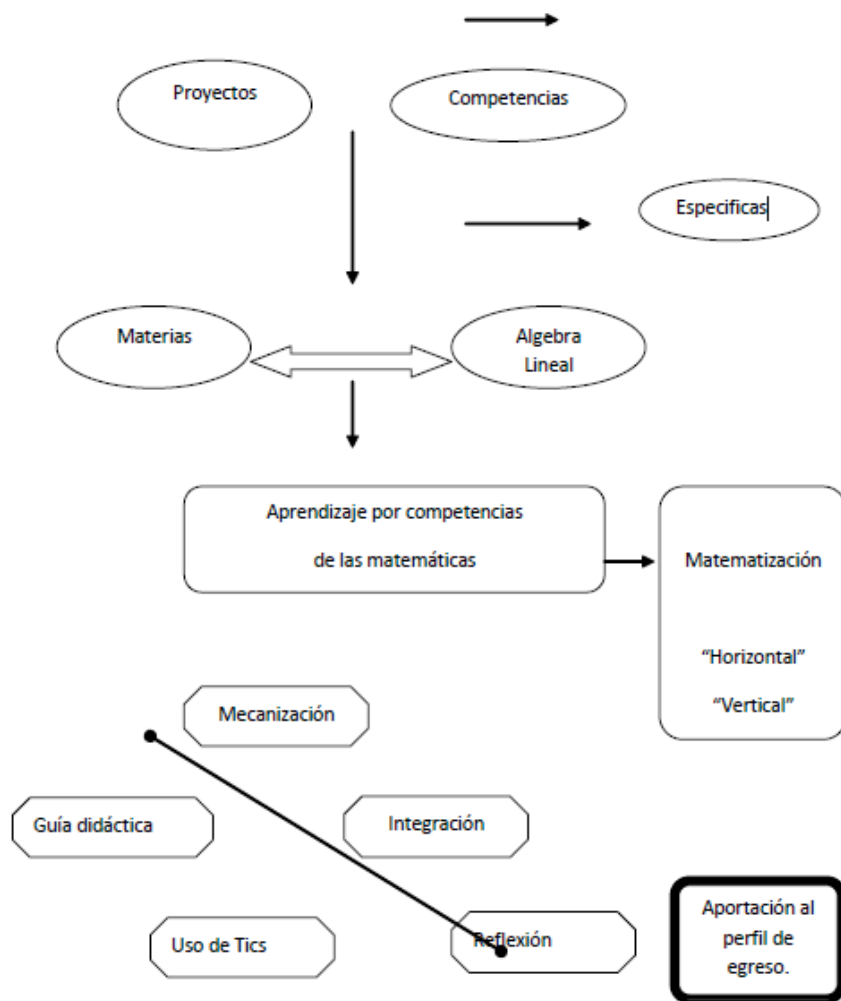 Proyectos
Competencias
Especificas
Materias
Algebra
Lineal
Aprendizaje por competencias
de las matemáticas
Matematización
“Horizontal”
“Vertical”
Mecanización
Guía didáctica
Integración
Uso de Tics
Reflexión
Aportación al
perfil de
egreso.